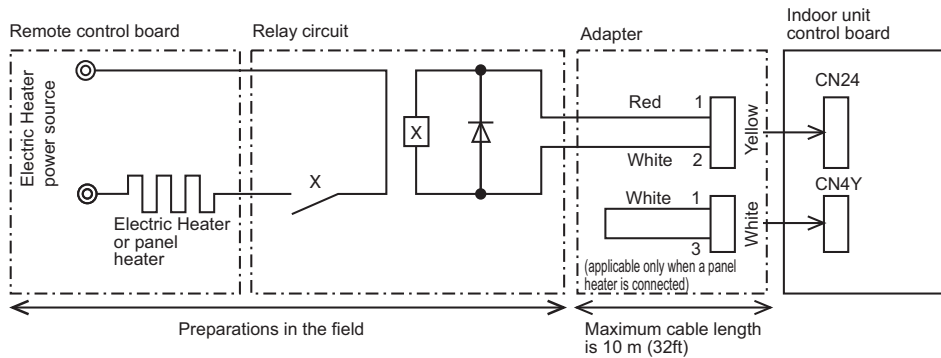 Remote control board
Relay circuit
Adapter
Indoor unit
control board
Electric Heater
power source
X
X
Electric Heater
or panel
heater
Red
1
White
2
Yellow
CN24
White
1
3
White
CN4Y
(applicable only when a panel
heater is connected)
Preparations in the field
Maximum cable length
is 10 m (32ft)